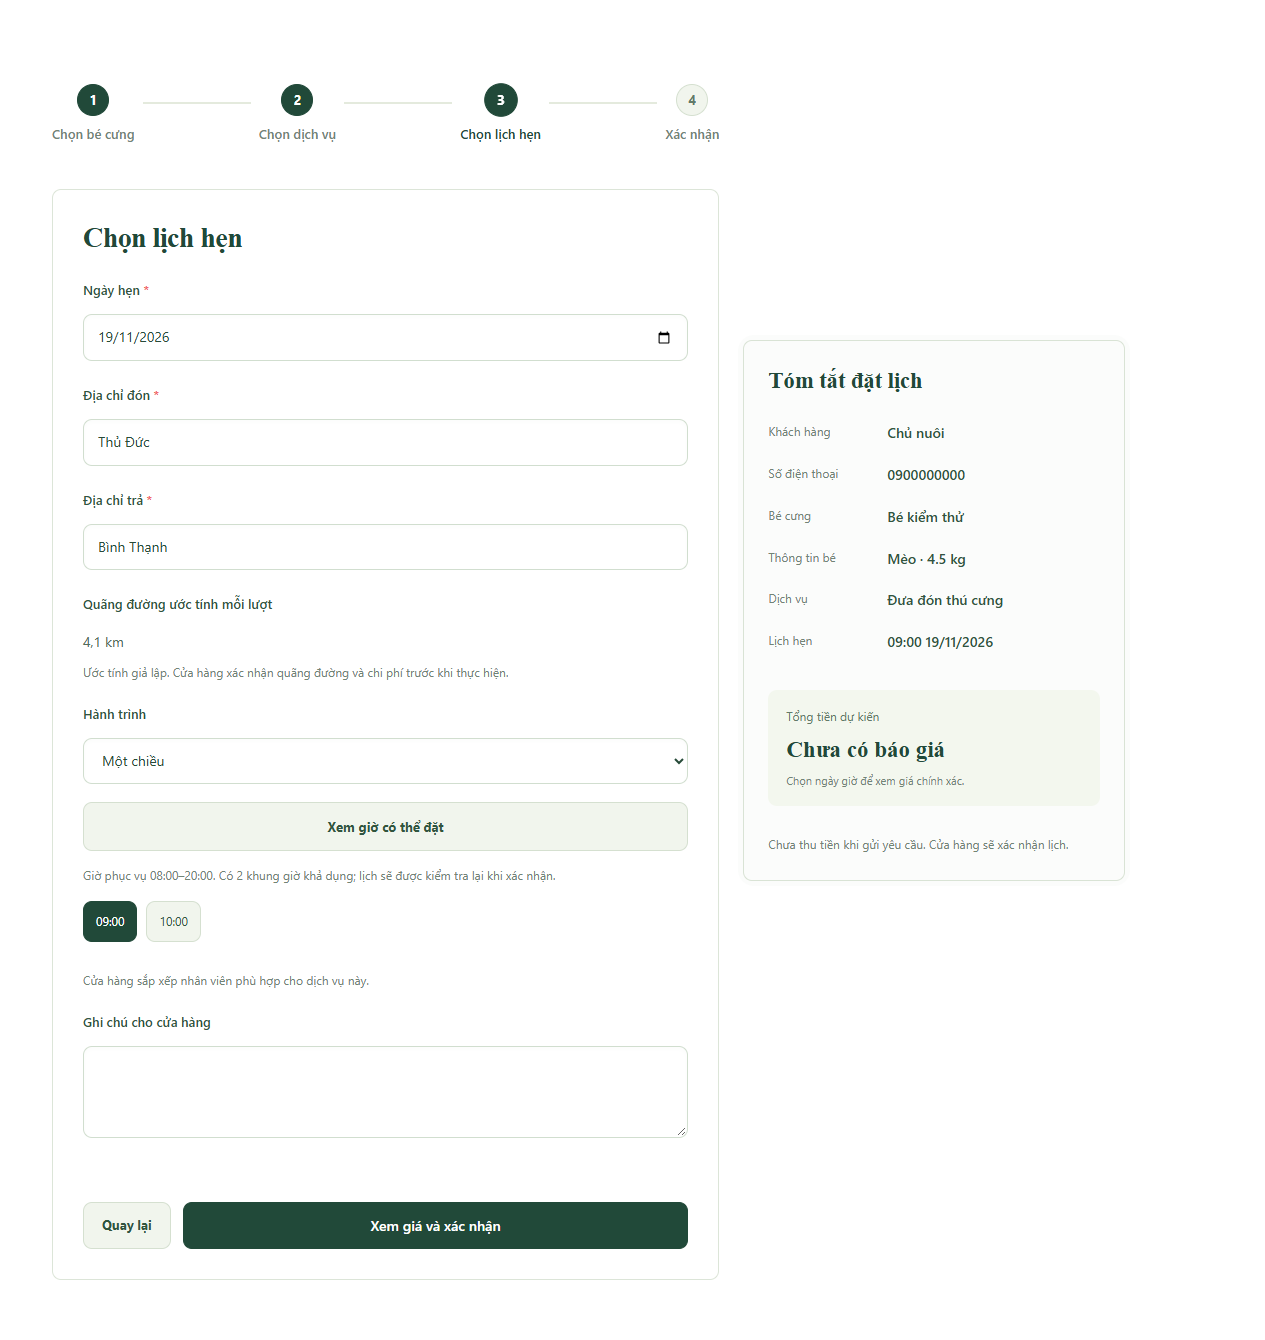 1
2
3
4
Chọn bé cưng
Chọn dịch vụ
Chọn lịch hẹn
Xác nhận
Chọn lịch hẹn
Ngày hẹn *
19/11/2026
Địa chỉ đón *
Thủ Đức
Địa chỉ trả *
Bình Thạnh
Quãng đường ước tính mỗi lượt
4,1 km
Ước tính giả lập. Cửa hàng xác nhận quãng đường và chi phí trước khi thực hiện.
Hành trình
Một chiều
Xem giờ có thể đặt
Giờ phục vụ 08:00–20:00. Có 2 khung giờ khả dụng; lịch sẽ được kiểm tra lại khi xác nhận.
09:00
10:00
Cửa hàng sắp xếp nhân viên phù hợp cho dịch vụ này.
Ghi chú cho cửa hàng
Quay lại
Xem giá và xác nhận
Tóm tắt đặt lịch
Khách hàng
Chủ nuôi
Số điện thoại
0900000000
Bé cưng
Bé kiểm thử
Thông tin bé
Mèo · 4.5 kg
Dịch vụ
Đưa đón thú cưng
Lịch hẹn
09:00 19/11/2026
Tổng tiền dự kiến
Chưa có báo giá
Chọn ngày giờ để xem giá chính xác.
Chưa thu tiền khi gửi yêu cầu. Cửa hàng sẽ xác nhận lịch.